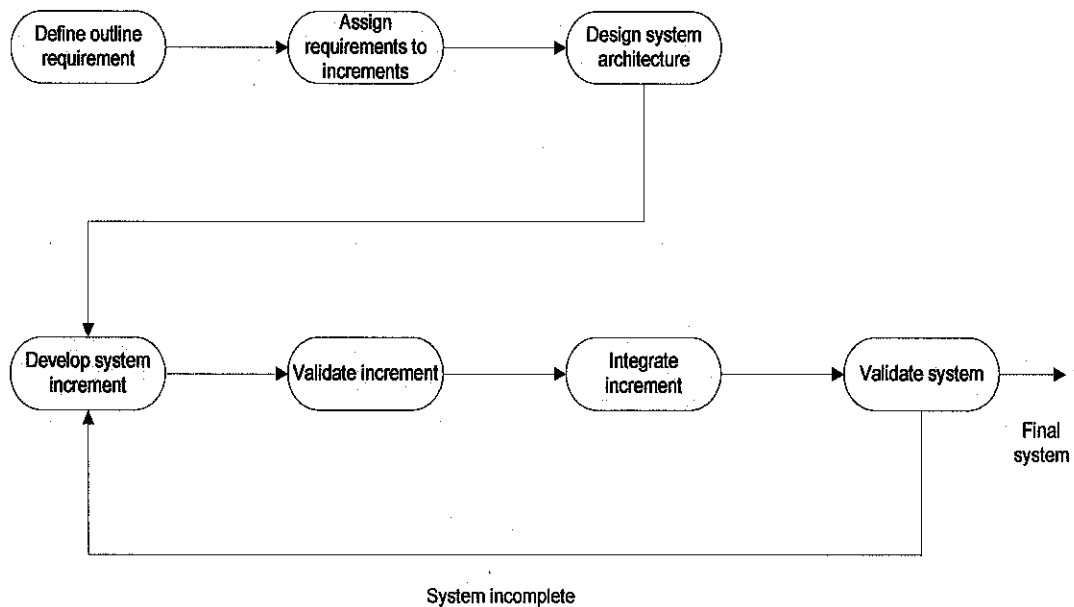 Define outline
requirement
Assign
requirements to
increments
Design system
architecture
Develop system
increment
Validate increment
Integrate
increment
Validate system
Final
system
System incomplete